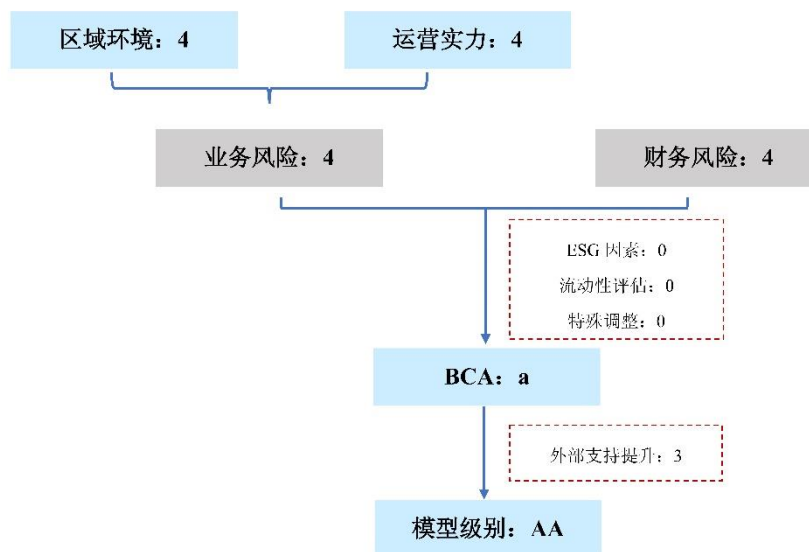 区域环境：4
运营实力：4
业务风险：4
财务风险：4
ESG 因素：0
流动性评估：0
特殊调整：0
BCA：a
外部支持提升：3
模型级别：AA